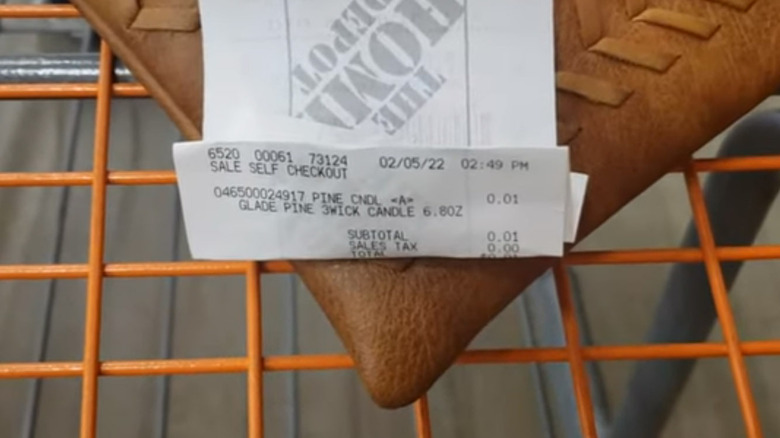 THE
HOME
DEPOT
6520 00061 73124 02/05/22 02:49 PM
SALE SELF CHECKOUT
046500024917 PINE CNDL <A> 0.01
GLADE PINE 3WICK CANDLE 6.8OZ
SUBTOTAL 0.01
SALES TAX 0.00
TOTAL